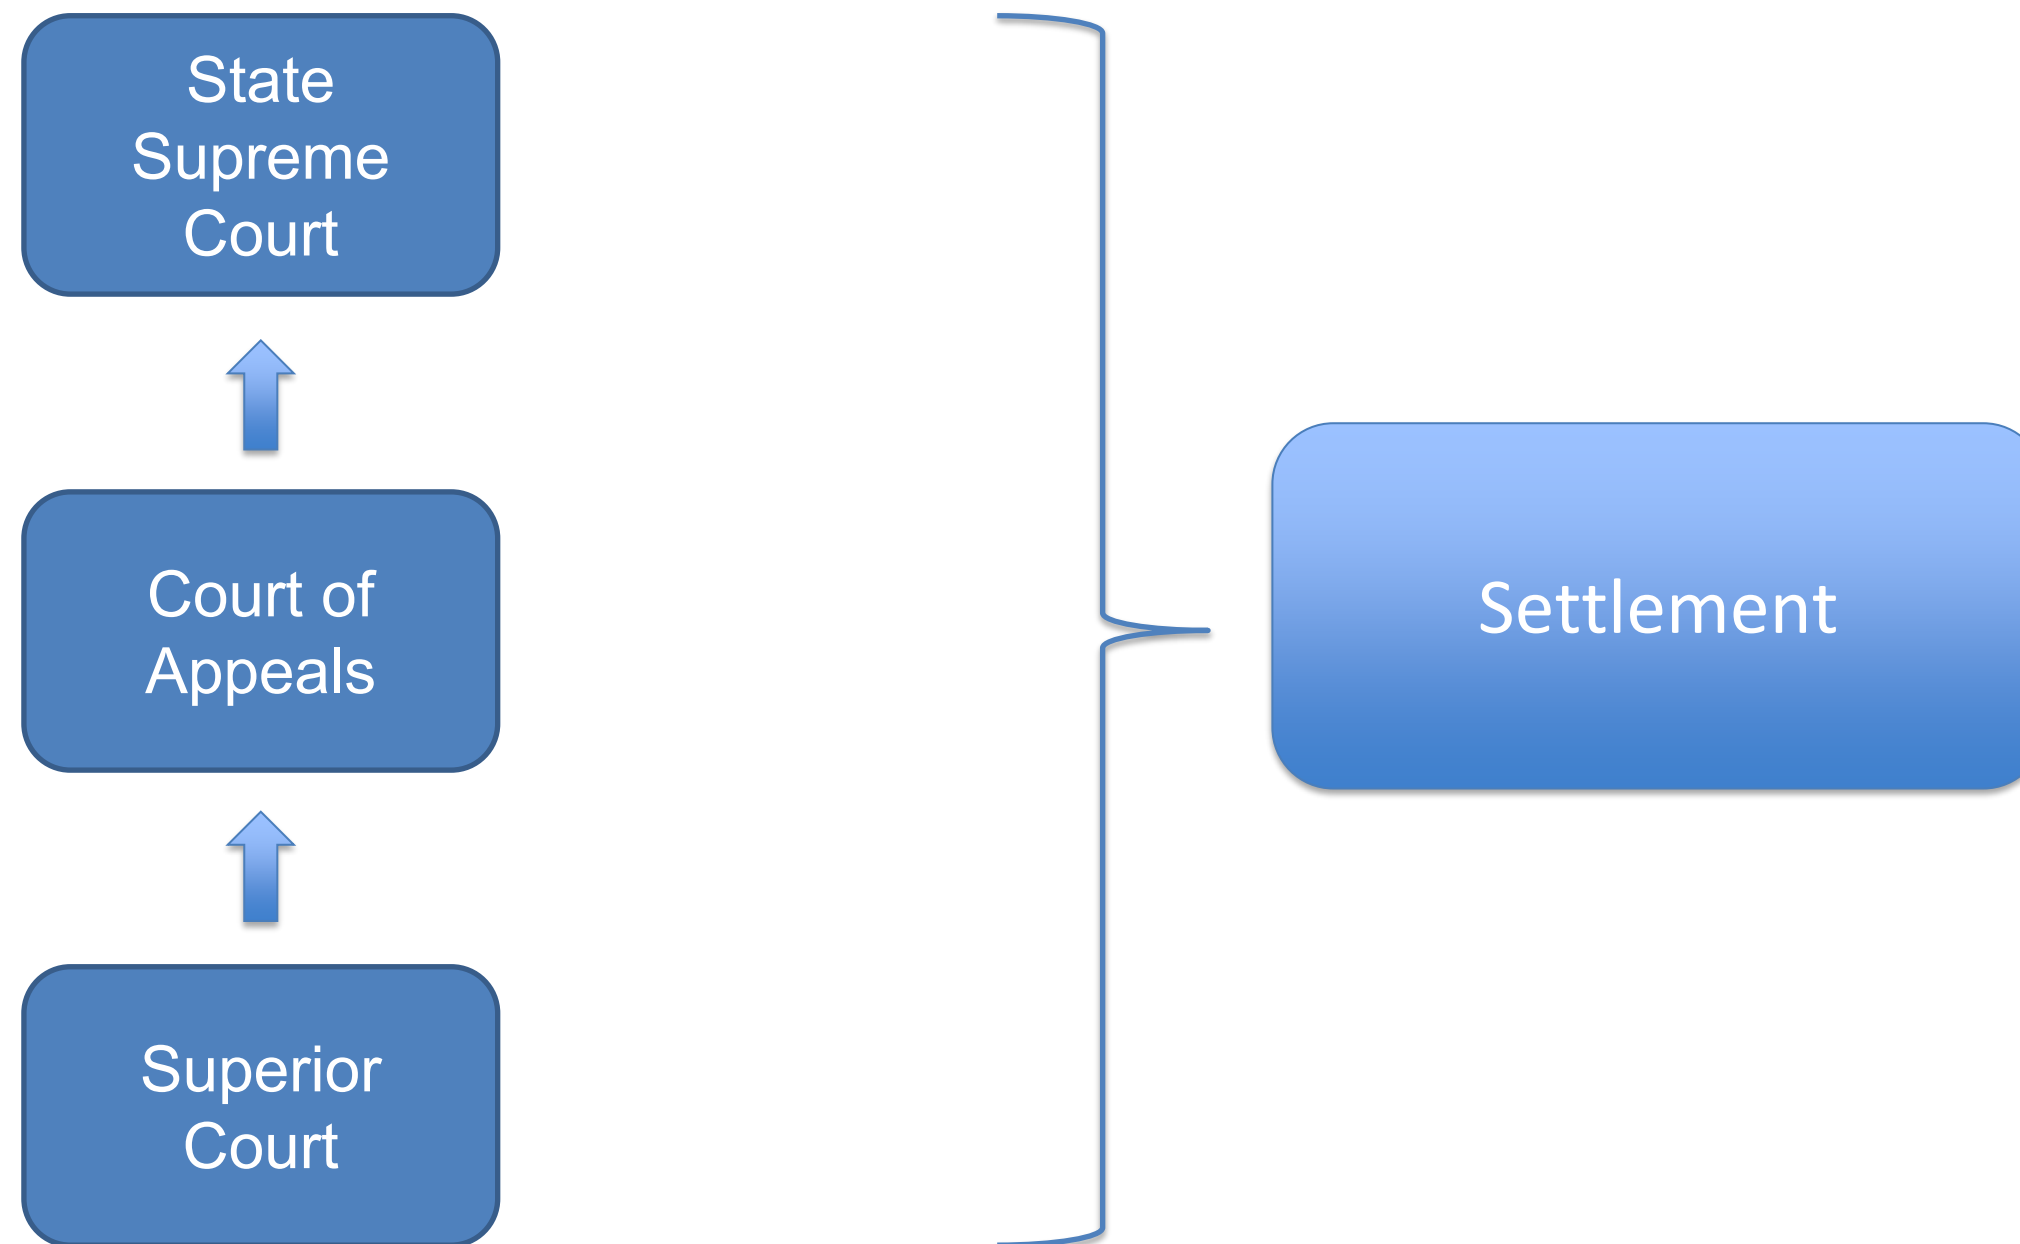 State
Supreme
Court
Court of
Appeals
Superior
Court
Settlement